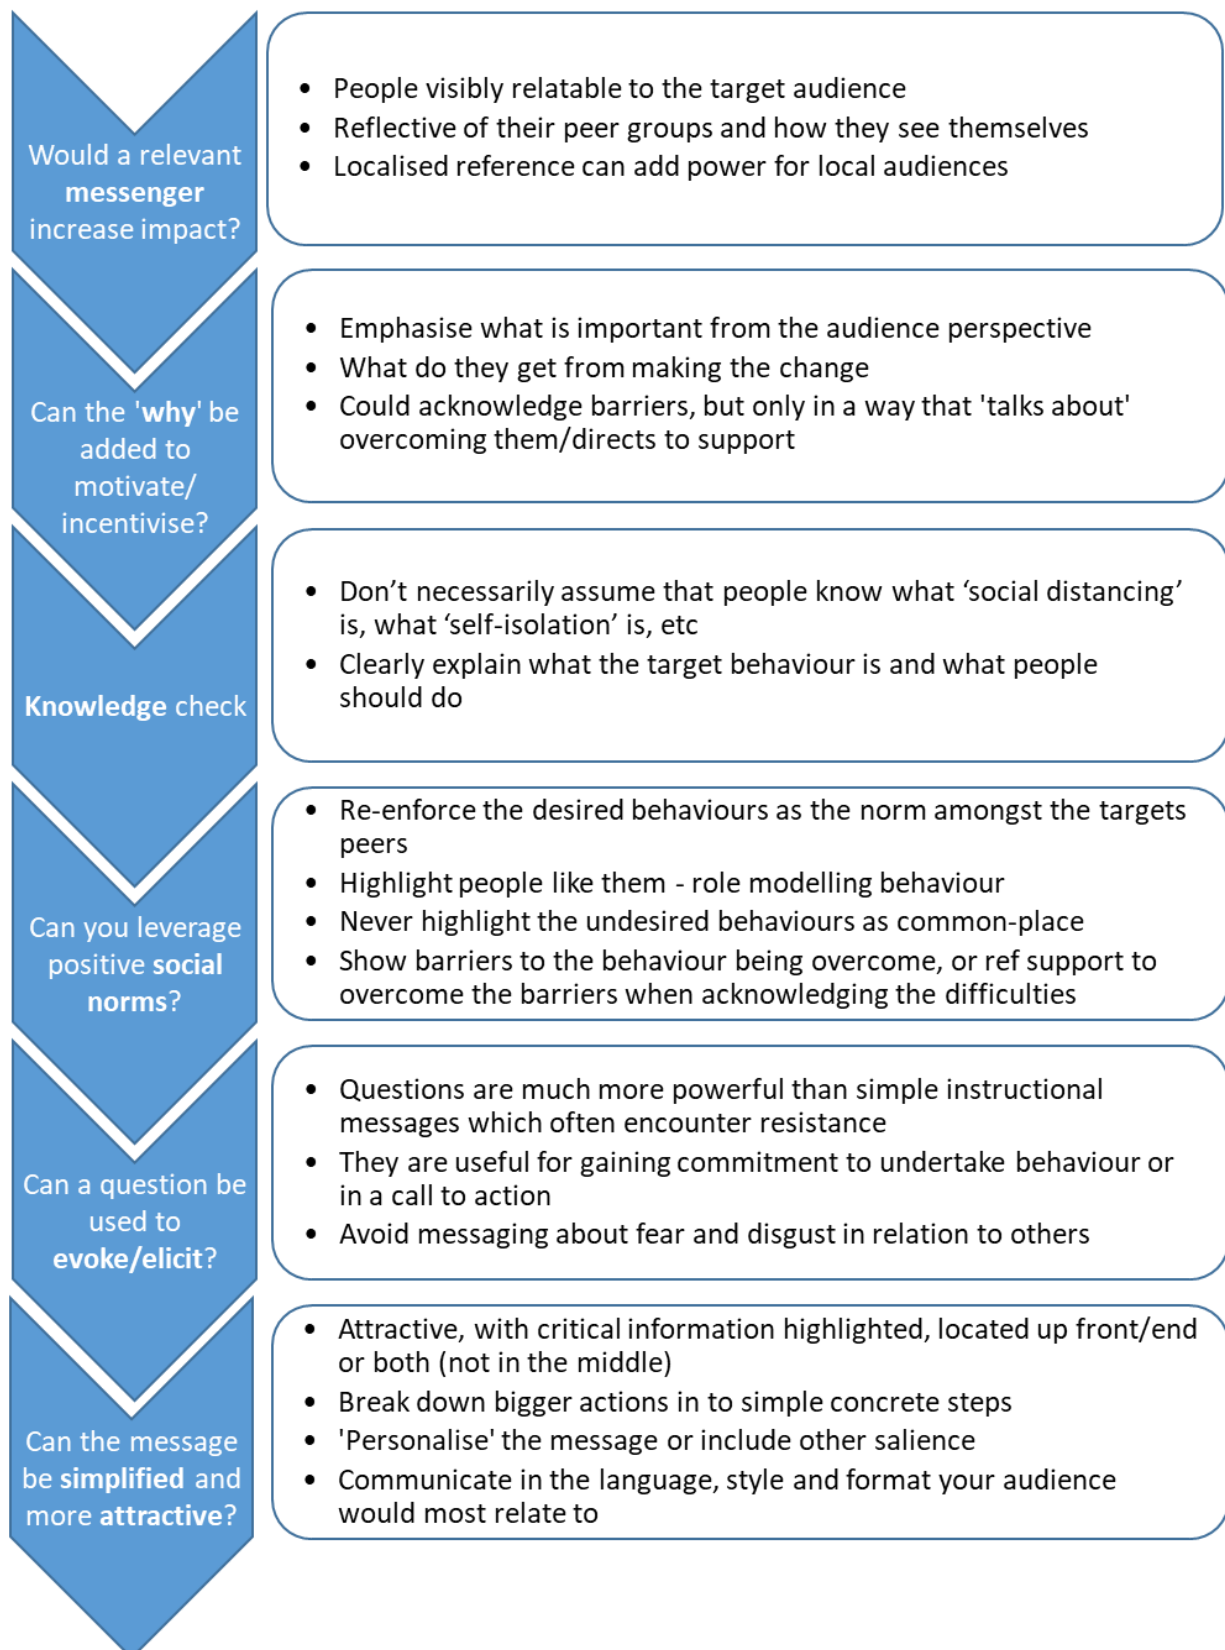 Would a relevant
messenger
increase impact?
• People visibly relatable to the target audience
• Reflective of their peer groups and how they see themselves
• Localised reference can add power for local audiences
Can the 'why' be
added to
motivate/
incentivise?
• Emphasise what is important from the audience perspective
• What do they get from making the change
• Could acknowledge barriers, but only in a way that 'talks about'
overcoming them/directs to support
Knowledge check
• Don’t necessarily assume that people know what ‘social distancing’
is, what ‘self-isolation’ is, etc
• Clearly explain what the target behaviour is and what people
should do
Can you leverage
positive social
norms?
• Re-enforce the desired behaviours as the norm amongst the targets
peers
• Highlight people like them - role modelling behaviour
• Never highlight the undesired behaviours as common-place
• Show barriers to the behaviour being overcome, or ref support to
overcome the barriers when acknowledging the difficulties
Can a question be
used to
evoke/elicit?
• Questions are much more powerful than simple instructional
messages which often encounter resistance
• They are useful for gaining commitment to undertake behaviour or
in a call to action
• Avoid messaging about fear and disgust in relation to others
Can the message
be simplified and
more attractive?
• Attractive, with critical information highlighted, located up front/end
or both (not in the middle)
• Break down bigger actions in to simple concrete steps
• 'Personalise' the message or include other salience
• Communicate in the language, style and format your audience
would most relate to